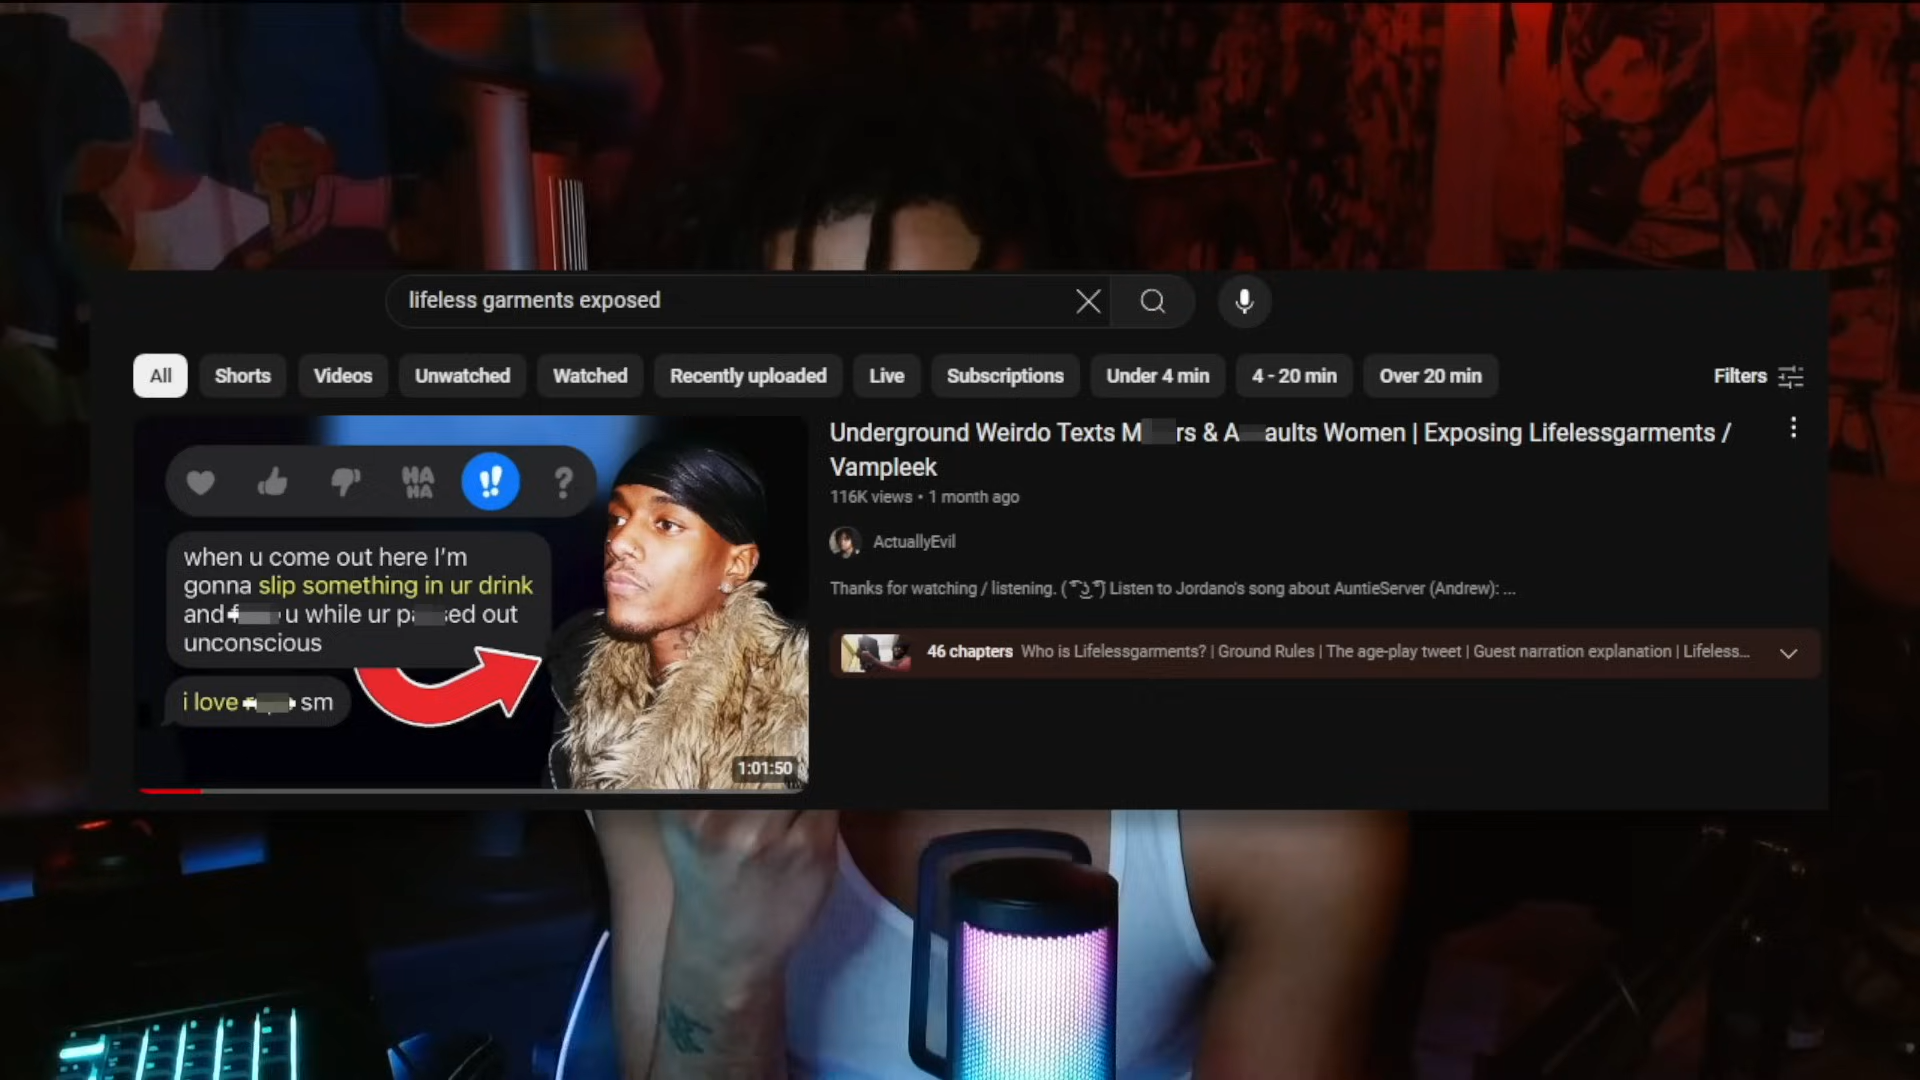 lifeless garments exposed
All Shorts Videos Unwatched Watched Recently uploaded Live Subscriptions Under 4 min 4 - 20 min Over 20 min Filters
Underground Weirdo Texts M rs & A aults Women | Exposing Lifelessgarments /
Vampleek
116K views • 1 month ago
ActuallyEvil
Thanks for watching / listening. ( ͡° ͜ʖ ͡°) Listen to Jordano's song about AuntieServer (Andrew): ...
46 chapters Who is Lifelessgarments? | Ground Rules | The age-play tweet | Guest narration explanation | Lifeless...
HA
HA
?
when u come out here I'm
gonna slip something in ur drink
and u while ur pa ed out
unconscious
i love sm
1:01:50